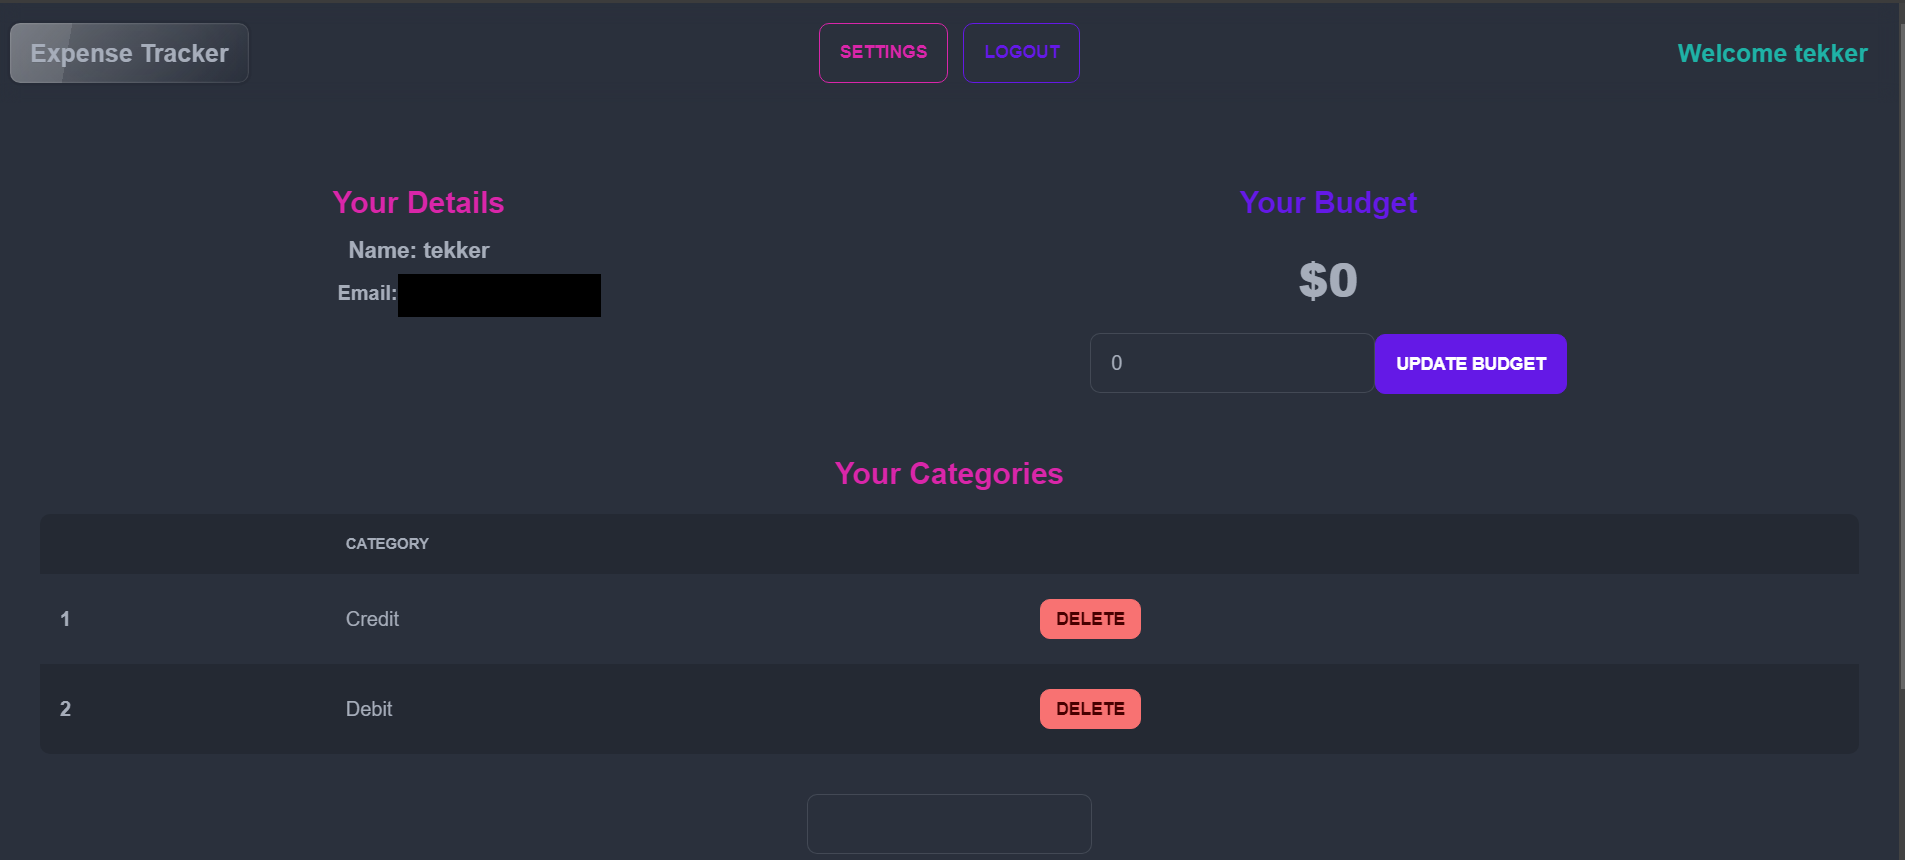 Expense Tracker
SETTINGS
LOGOUT
Welcome tekker
Your Details
Name: tekker
Email:
Your Budget
$0
0
UPDATE BUDGET
Your Categories
CATEGORY
1 Credit DELETE
2 Debit DELETE